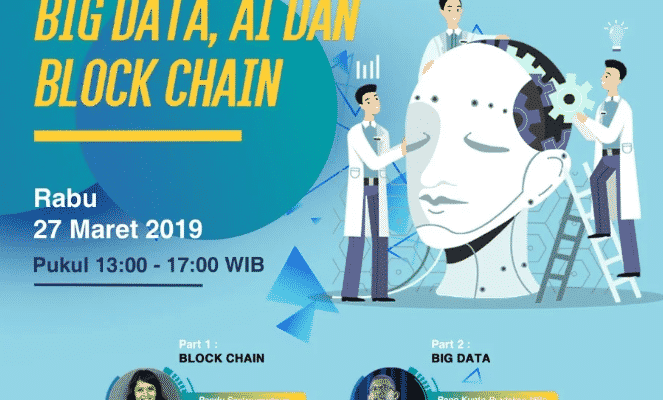 BIG DATA, AI DAN
BLOCK CHAIN
Rabu
27 Maret 2019
Pukul 13:00 - 17:00 WIB
Part 1 :
BLOCK CHAIN
Part 2 :
BIG DATA